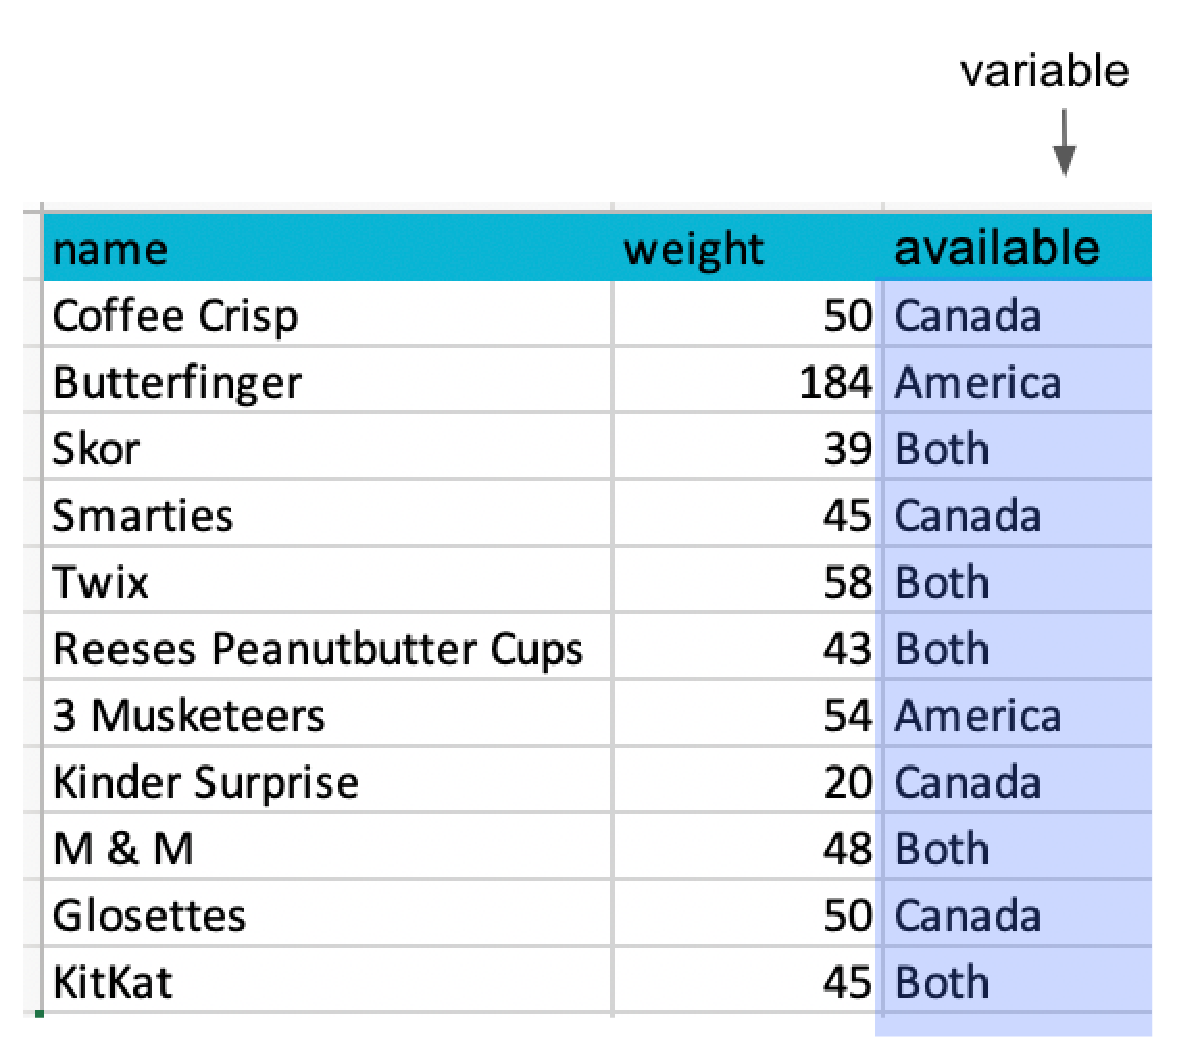 variable
name weight available
Coffee Crisp 50 Canada
Butterfinger 184 America
Skor 39 Both
Smarties 45 Canada
Twix 58 Both
Reeses Peanutbutter Cups 43 Both
3 Musketeers 54 America
Kinder Surprise 20 Canada
M & M 48 Both
Glosettes 50 Canada
KitKat 45 Both